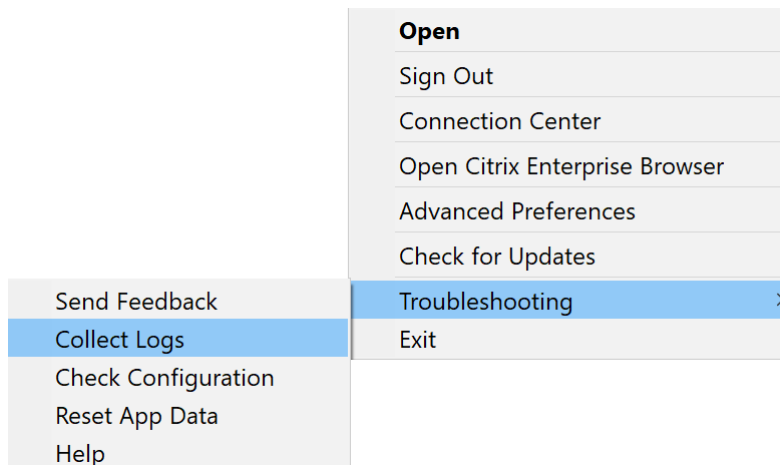 Open
Sign Out
Connection Center
Open Citrix Enterprise Browser
Advanced Preferences
Check for Updates
Troubleshooting
Exit
Send Feedback
Collect Logs
Check Configuration
Reset App Data
Help